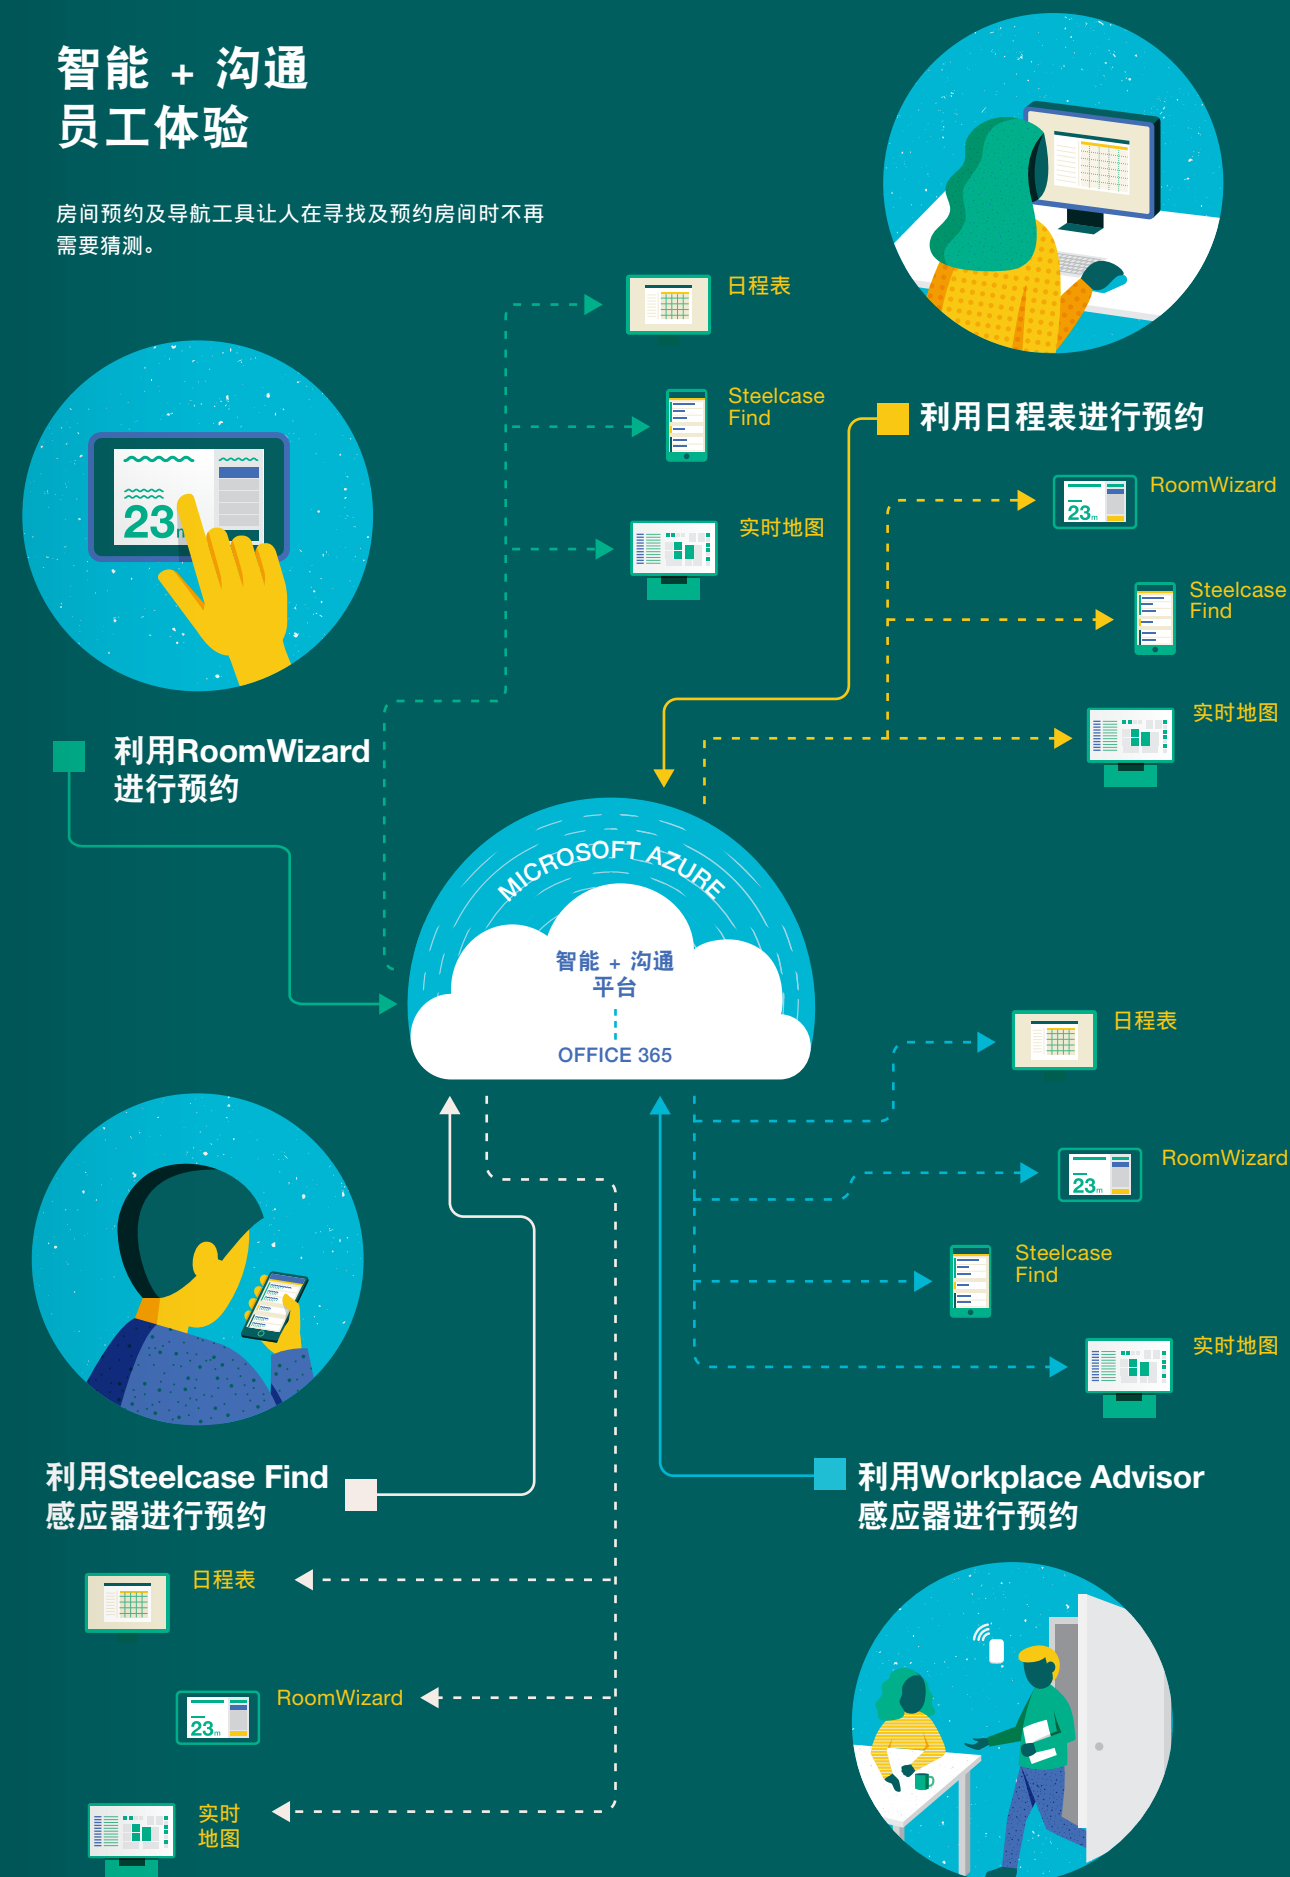 智能 + 沟通
员工体验
房间预约及导航工具让人在寻找及预约房间时不再
需要猜测。
日程表
Steelcase
Find
实时地图
23m
利用RoomWizard
进行预约
利用日程表进行预约
23m
RoomWizard
Steelcase
Find
实时地图
MICROSOFT AZURE
智能 + 沟通
平台
OFFICE 365
日程表
23m
RoomWizard
Steelcase
Find
实时地图
利用Steelcase Find
感应器进行预约
日程表
23m
RoomWizard
实时
地图
利用Workplace Advisor
感应器进行预约